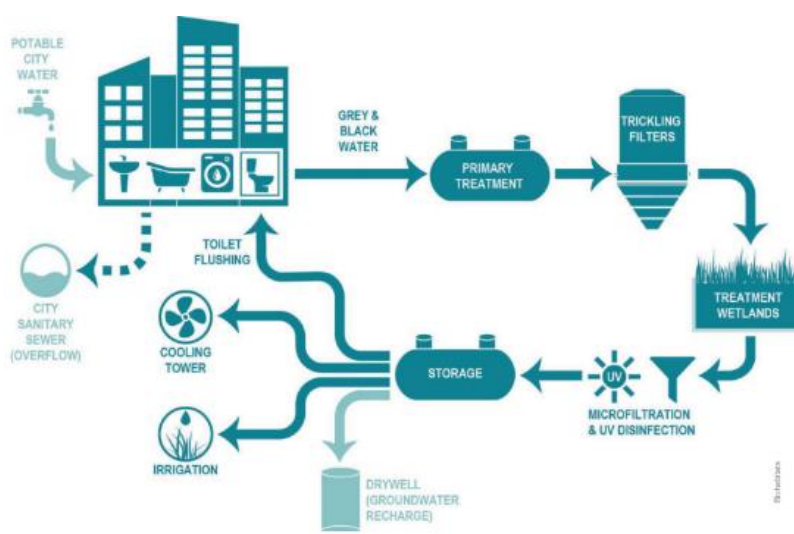 POTABLE
CITY
WATER
GREY &
BLACK
WATER
PRIMARY
TREATMENT
TRICKLING
FILTERS
TREATMENT
WETLANDS
UV
MICROFILTRATION
& UV DISINFECTION
STORAGE
TOILET
FLUSHING
COOLING
TOWER
IRRIGATION
DRYWELL
(GROUNDWATER
RECHARGE)
CITY
SANITARY
SEWER
(OVERFLOW)